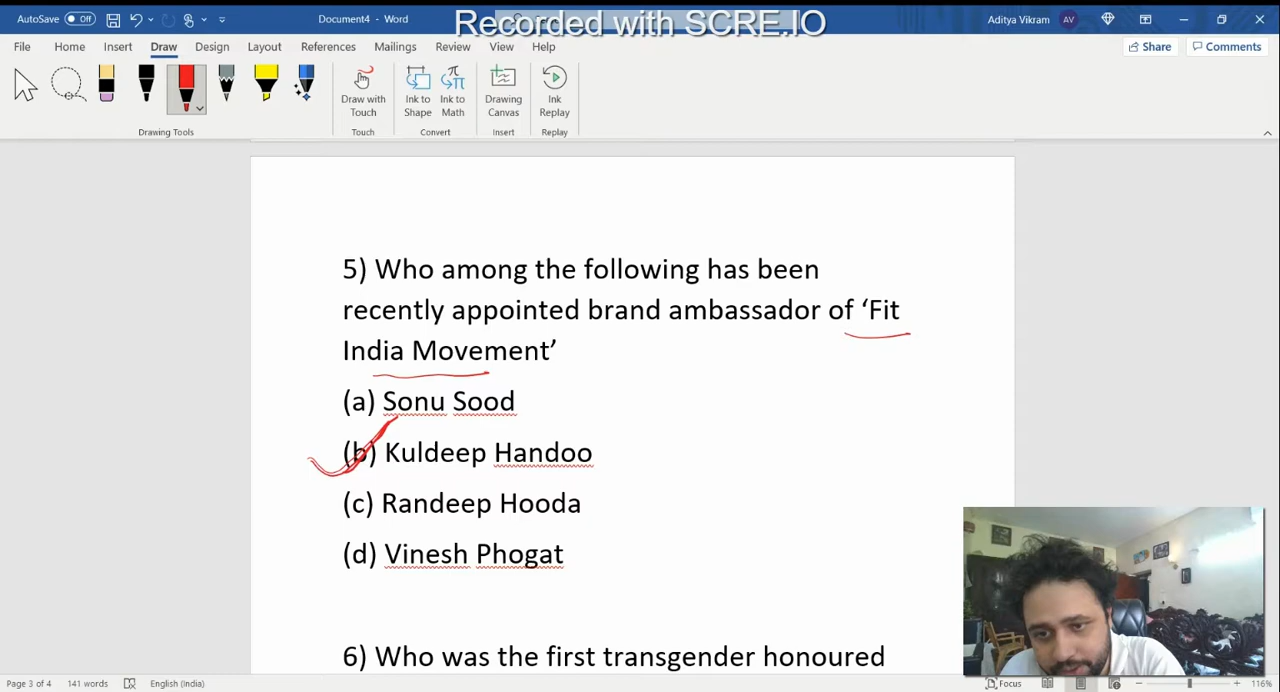 AutoSave Off Document4 - Word Aditya Vikram AV
Recorded with SCRE.IO
File Home Insert Draw Design Layout References Mailings Review View Help Share Comments
Draw with Touch Ink to Shape Ink to Math Drawing Canvas Ink Replay
Drawing Tools Touch Convert Insert Replay
5) Who among the following has been
recently appointed brand ambassador of ‘Fit
India Movement’
(a) Sonu Sood
(b) Kuldeep Handoo
(c) Randeep Hooda
(d) Vinesh Phogat
6) Who was the first transgender honoured
Page 3 of 4 141 words English (India) Focus 116%